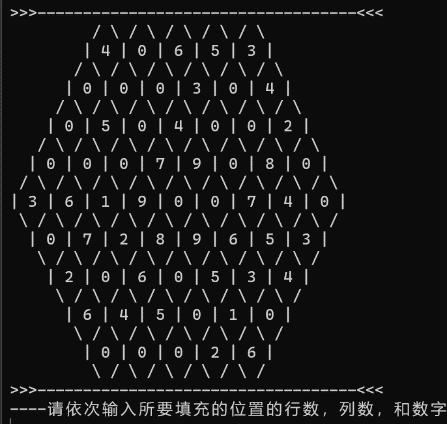 >>>-----------------------------------<<<
/ \ / \ / \ / \ / \
| 4 | 0 | 6 | 5 | 3 |
/ \ / \ / \ / \ / \ / \
| 0 | 0 | 0 | 3 | 0 | 4 |
/ \ / \ / \ / \ / \ / \ / \
| 0 | 5 | 0 | 4 | 0 | 0 | 2 |
/ \ / \ / \ / \ / \ / \ / \ / \
| 0 | 0 | 0 | 7 | 9 | 0 | 8 | 0 |
/ \ / \ / \ / \ / \ / \ / \ / \ / \
| 3 | 6 | 1 | 9 | 0 | 0 | 7 | 4 | 0 |
\ / \ / \ / \ / \ / \ / \ / \ / \ /
| 0 | 7 | 2 | 8 | 9 | 6 | 5 | 3 |
\ / \ / \ / \ / \ / \ / \ / \ /
| 2 | 0 | 6 | 0 | 5 | 3 | 4 |
\ / \ / \ / \ / \ / \ / \ /
| 6 | 4 | 5 | 0 | 1 | 0 |
\ / \ / \ / \ / \ / \ /
| 0 | 0 | 0 | 2 | 6 |
\ / \ / \ / \ / \ /
>>>-----------------------------------<<<
----请依次输入所要填充的位置的行数，列数，和数字